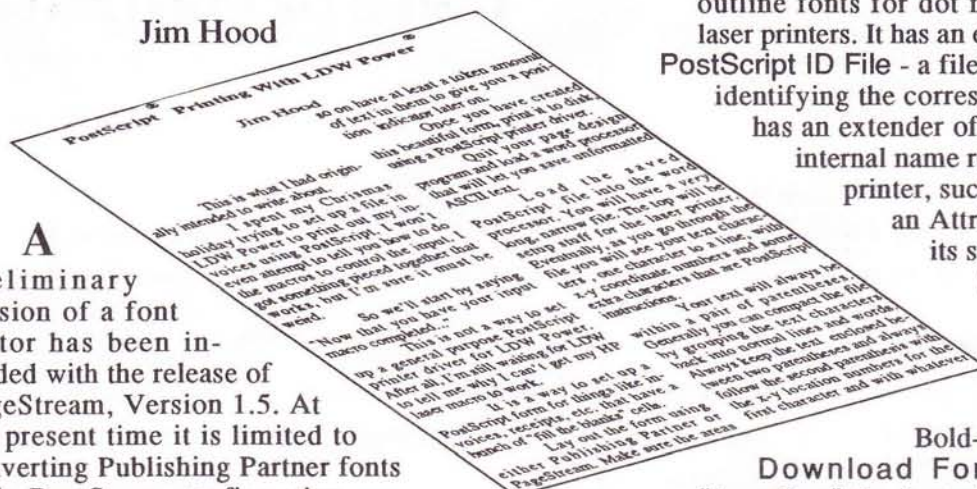 Jim Hood
A
eliminary
sion of a font
tor has been in-
ded with the release of
geStream, Version 1.5. At
present time it is limited to
verting Publishing Partner fonts
PostScript® Printing With LDW Power®
Jim Hood
This is what I had origin-
ally intended to write about.
I spent my Christmas
holiday trying to set up a file in
LDW Power to print out my in-
voices using PostScript. I won't
even attempt to tell you how to do
the macros to control the input. I
got something pieced together that
works, but I'm sure it must be
weird.
So we'll start by saying
"Now that you have your input
macro completed..."
This is not a way to set
up a general purpose PostScript
printer driver for LDW Power.
After all, I'm still waiting for LDW
to tell me why I can't get my HP
laser macro to work.
It is a way to set up a
PostScript form for things like in-
voices, receipts, etc. that have a
bunch of "fill the blanks" cells.
Lay out the form using
either Publishing Partner or
PageStream. Make sure the areas
so on have at least a token amount
of text in them to give you a posi-
tion indicator later on.
Once you have created
this beautiful form, print it to disk
using a PostScript printer driver.
Quit your page design
program and load a word processor
that will let you save unformatted
ASCII text.
Load the saved
PostScript file into the word
processor. You will have a very
long, narrow file. The top will be
setup stuff for the laser printer.
Eventually, as you go through the
file you will see your text charac-
ters one character to a line, with
x-y coordinate numbers and some
extra characters that are PostScript
instructions.
Your text will always be
within a pair of parentheses.
Generally you can compact the file
by grouping the text characters
back into normal lines and words.
Always keep the text enclosed be-
tween two parentheses and always
follow the second parenthesis with
the x-y location numbers for the
first character and with whatever
outline fonts for dot
laser printers. It has an
PostScript ID File - a file
identifying the corres
has an extender of
internal name r
printer, suc
an Attr
its s
Bold-
Download For